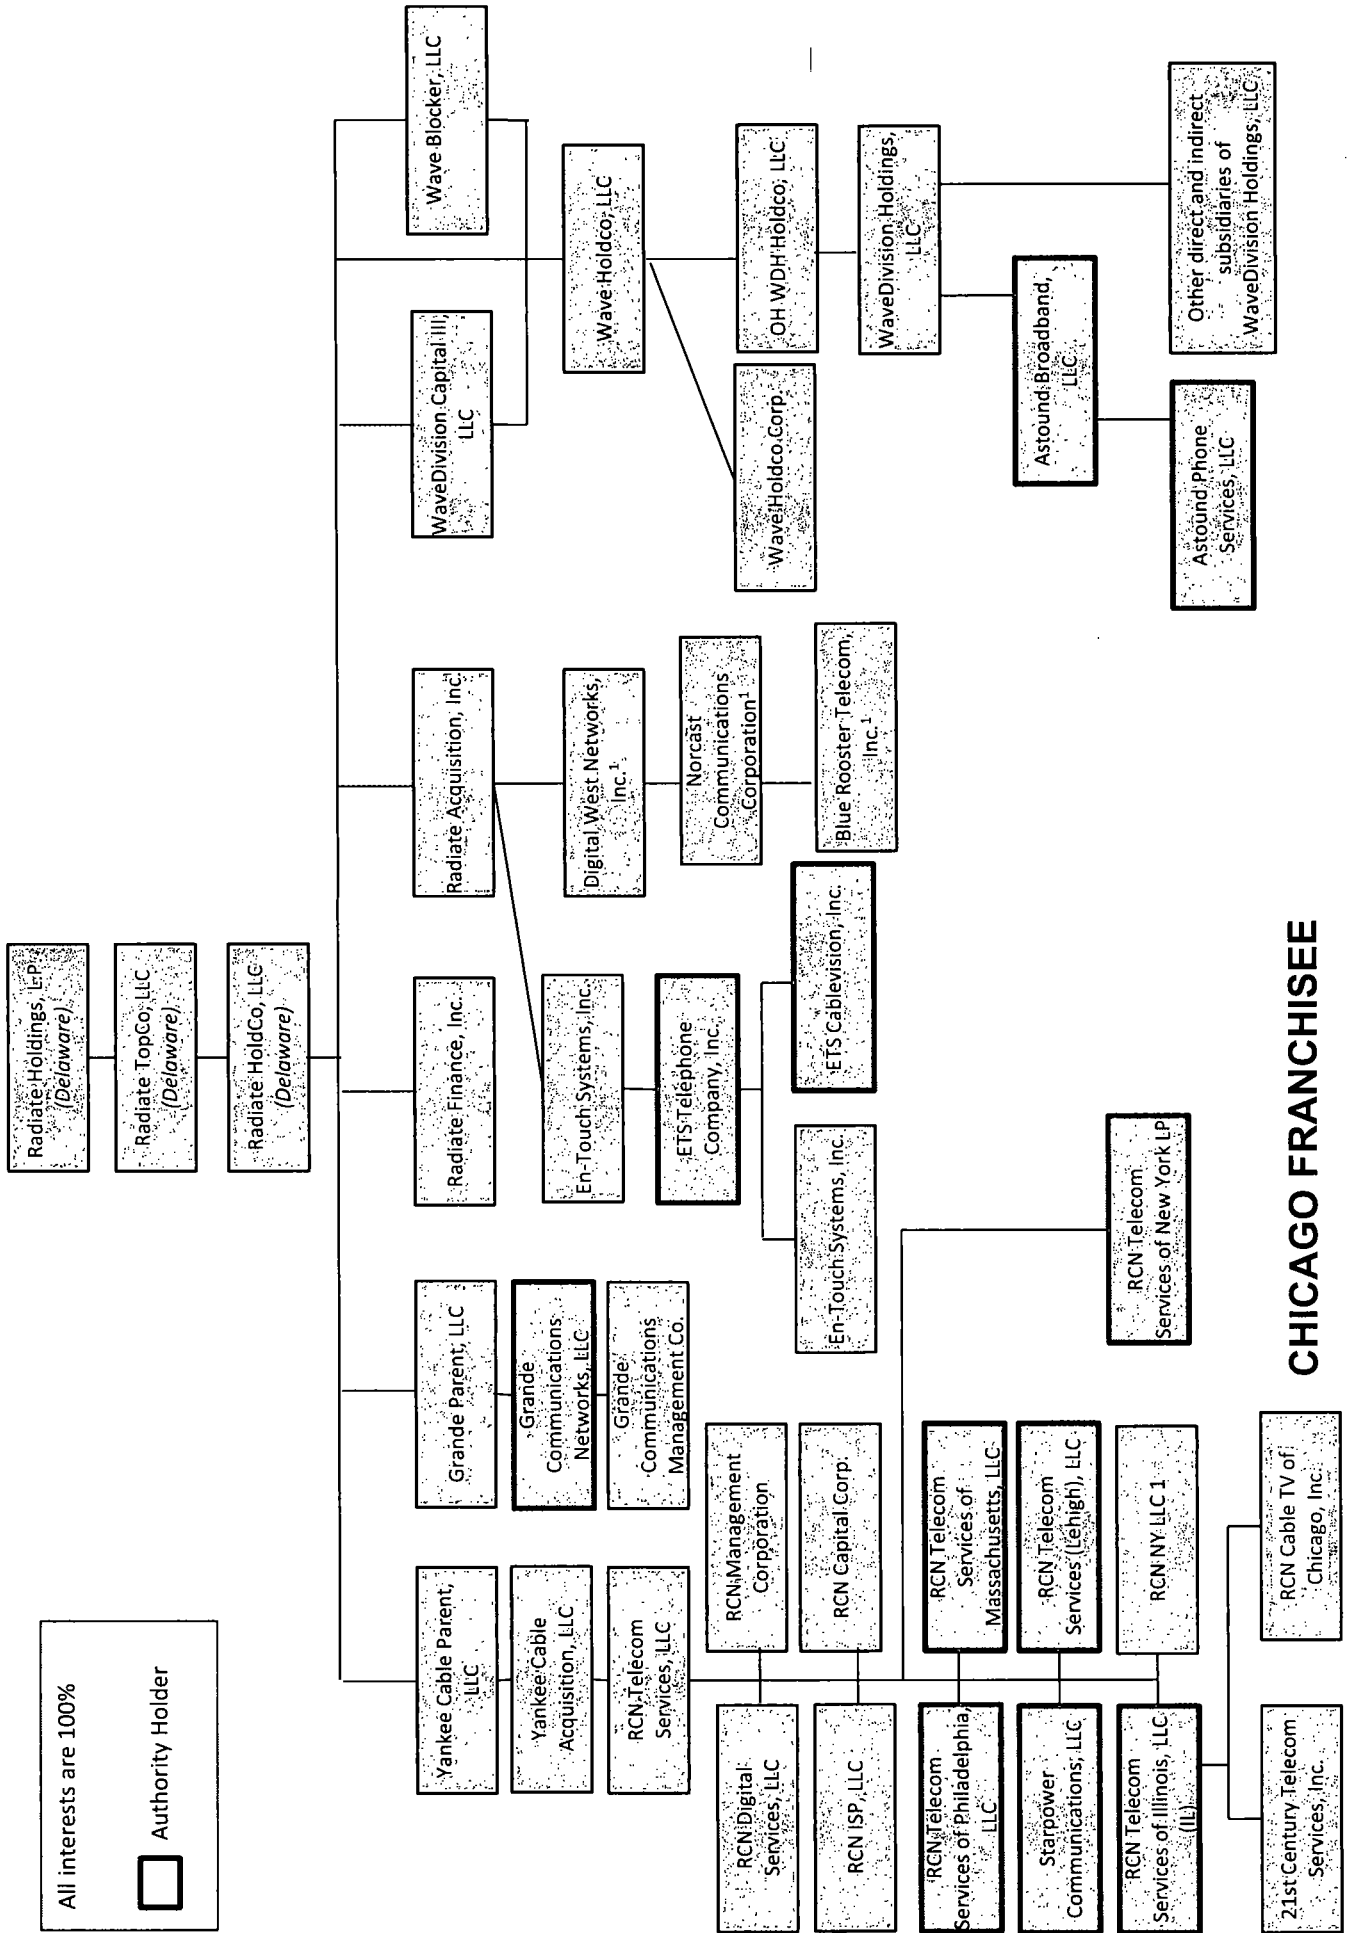 All interests are 100%
Authority Holder
Radiate Holdings, L.P.
(Delaware)
Radiate TopCo, LLC
(Delaware)
Radiate HoldCo, LLC
(Delaware)
Yankee Cable Parent,
LLC
Yankee Cable
Acquisition, LLC
RCN Telecom
Services, LLC
RCN Digital
Services, LLC
RCN Management
Corporation
RCN ISP, LLC
RCN Capital Corp.
RCN Telecom
Services of Philadelphia,
LLC
RCN Telecom
Services of
Massachusetts, LLC
Starpower
Communications, LLC
RCN Telecom
Services (Lehigh), LLC
RCN Telecom
Services of Illinois, LLC
(IL)
RCN NY LLC 1
21st Century Telecom
Services, Inc.
RCN Cable TV of
Chicago, Inc.
RCN Telecom
Services of New York LP
Grande Parent, LLC
Grande
Communications
Networks, LLC
Grande
Communications
Management Co.
Radiate Finance, Inc.
En-Touch Systems, Inc.
ETS Telephone
Company, Inc.
En-Touch Systems, Inc.
ETS Cablevision, Inc.
Radiate Acquisition, Inc.
Digital West Networks,
Inc.¹
Norcast
Communications
Corporation¹
Blue Rooster Telecom,
Inc.¹
WaveDivision Capital III,
LLC
Wave Blocker, LLC
Wave Holdco, LLC
Wave Holdco Corp.
OH WDH Holdco, LLC
WaveDivision Holdings,
LLC
Astound Broadband,
LLC
Astound Phone
Services, LLC
Other direct and indirect
subsidiaries of
WaveDivision Holdings, LLC
CHICAGO FRANCHISEE